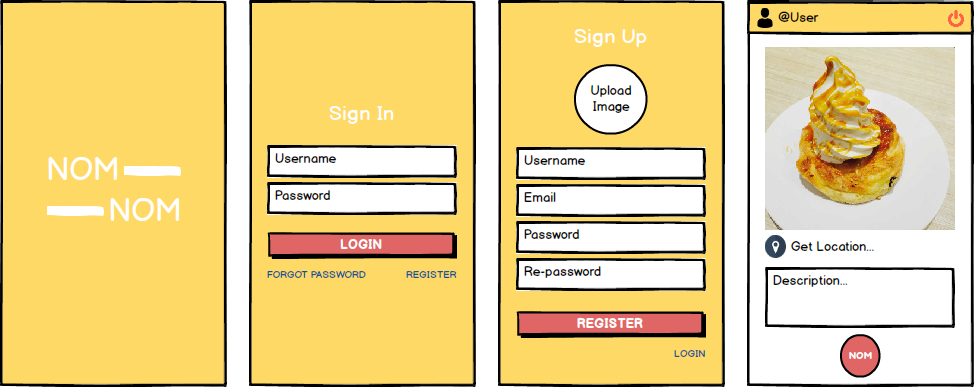 NOM
NOM
Sign In
Username
Password
LOGIN
FORGOT PASSWORD REGISTER
Sign Up
Upload
Image
Username
Email
Password
Re-password
REGISTER
LOGIN
@User
Get Location...
Description...
NOM